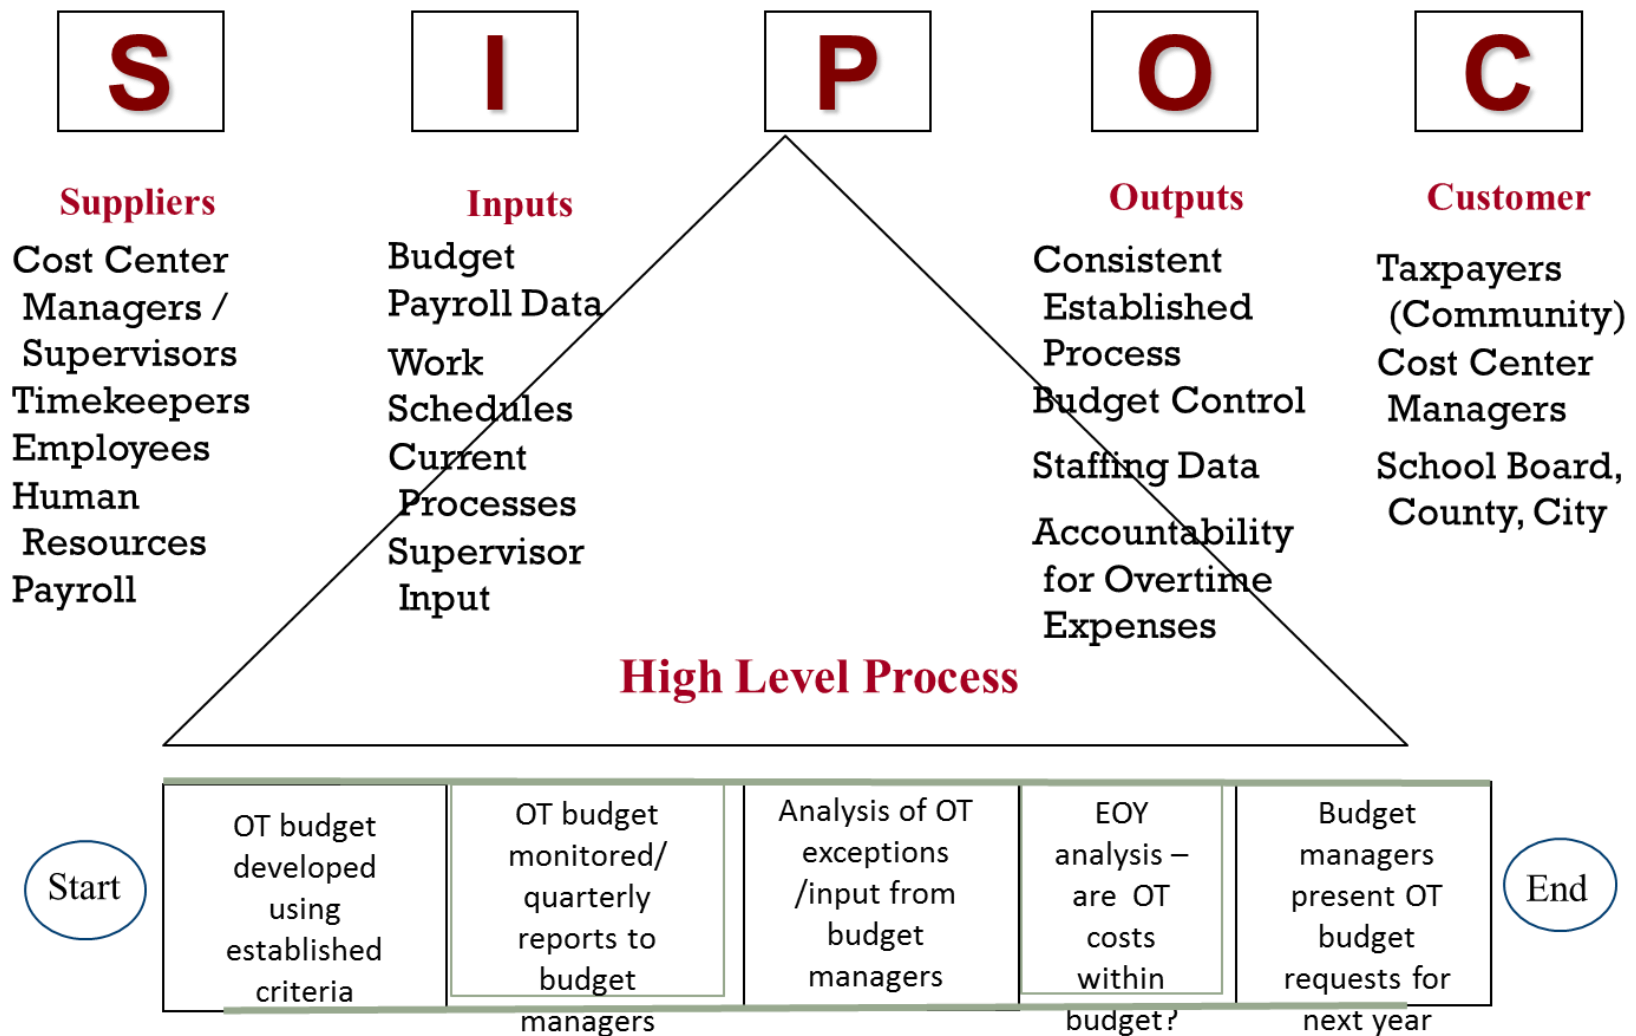 S
I
P
O
C
Suppliers
Cost Center
Managers /
Supervisors
Timekeepers
Employees
Human
Resources
Payroll
Inputs
Budget
Payroll Data
Work
Schedules
Current
Processes
Supervisor
Input
Outputs
Consistent
Established
Process
Budget Control
Staffing Data
Accountability
for Overtime
Expenses
Customer
Taxpayers
(Community)
Cost Center
Managers
School Board,
County, City
High Level Process
Start
OT budget
developed
using
established
criteria
OT budget
monitored/
quarterly
reports to
budget
managers
Analysis of OT
exceptions
/input from
budget
managers
EOY
analysis –
are OT
costs
within
budget?
Budget
managers
present OT
budget
requests for
next year
End